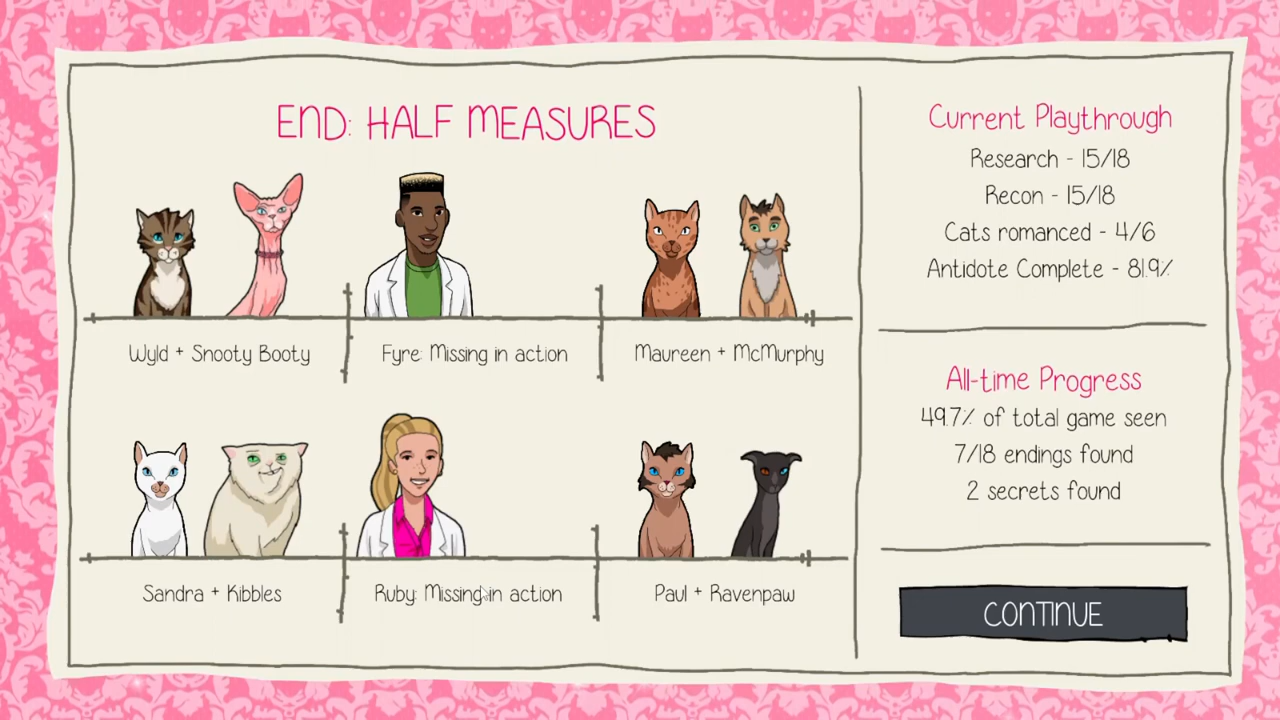 END: HALF MEASURES
Wyld + Snooty Booty
Fyre: Missing in action
Maureen + McMurphy
Sandra + Kibbles
Ruby: Missing in action
Paul + Ravenpaw
Current Playthrough
Research - 15/18
Recon - 15/18
Cats romanced - 4/6
Antidote Complete - 81.9%
All-time Progress
49.7% of total game seen
7/18 endings found
2 secrets found
CONTINUE